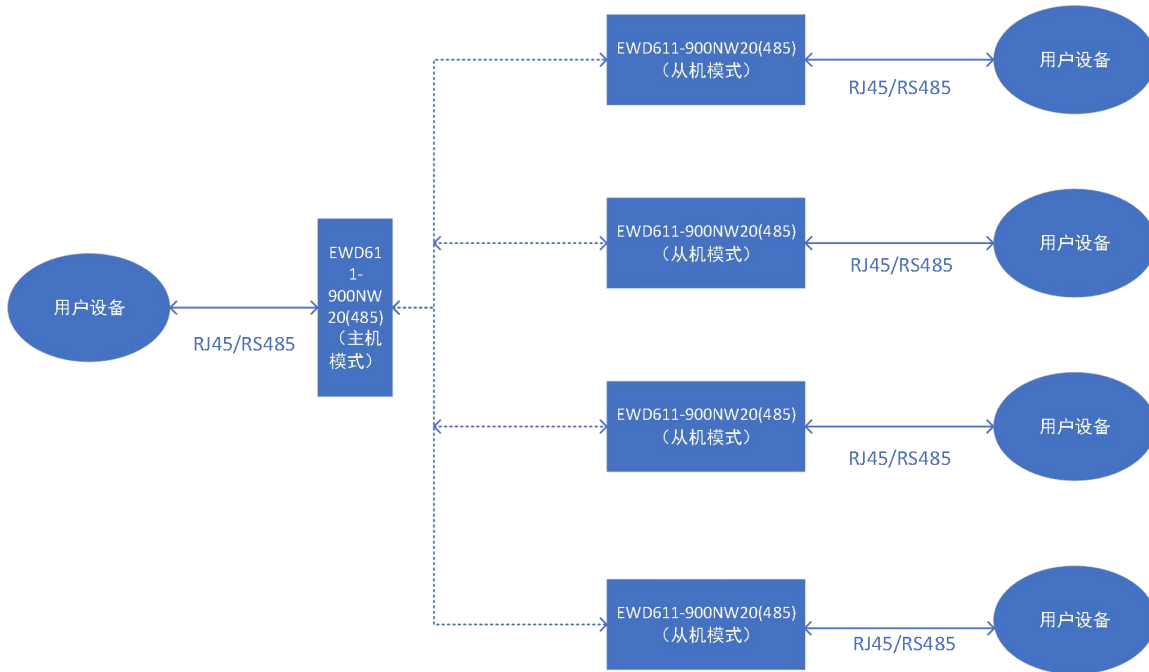 用户设备
RJ45/RS485
EWD61
1-
900NW
20(485)
（主机
模式）
EWD611-900NW20(485)
（从机模式）
RJ45/RS485
用户设备
EWD611-900NW20(485)
（从机模式）
RJ45/RS485
用户设备
EWD611-900NW20(485)
（从机模式）
RJ45/RS485
用户设备
EWD611-900NW20(485)
（从机模式）
RJ45/RS485
用户设备